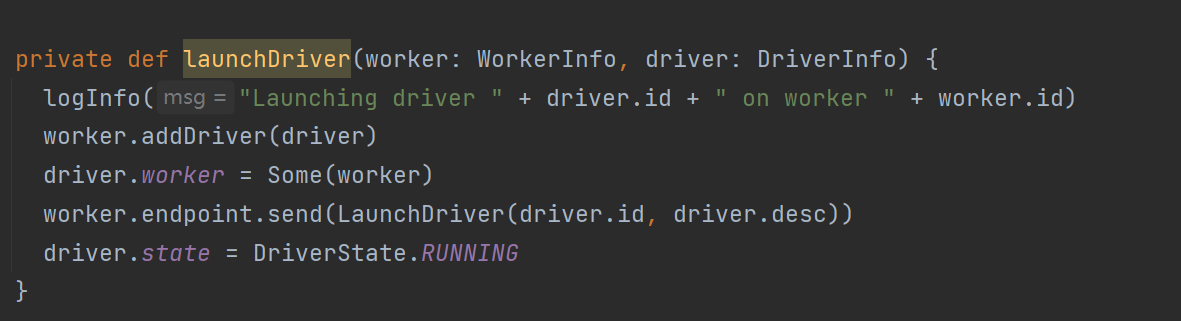 private def launchDriver(worker: WorkerInfo, driver: DriverInfo) {
logInfo( msg = "Launching driver " + driver.id + " on worker " + worker.id)
worker.addDriver(driver)
driver.worker = Some(worker)
worker.endpoint.send(LaunchDriver(driver.id, driver.desc))
driver.state = DriverState.RUNNING
}